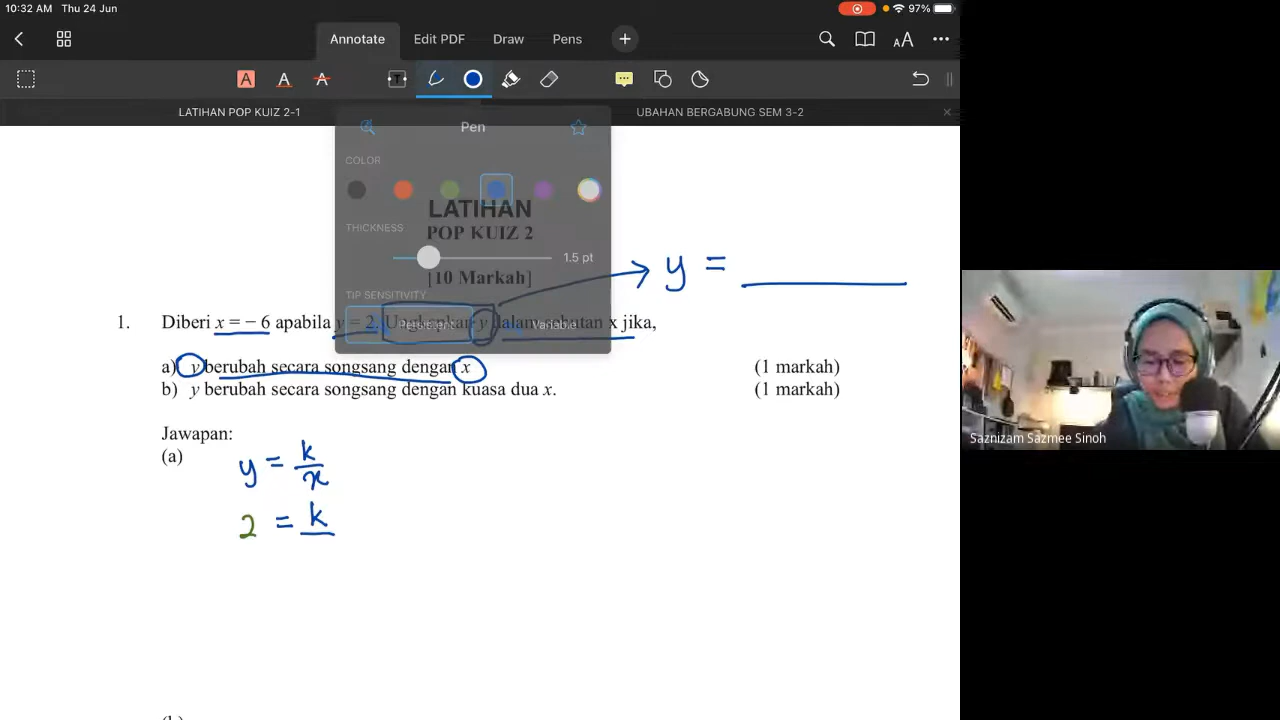 10:32 AM Thu 24 Jun
97%
Annotate Edit PDF Draw Pens
AA
A A A T
LATIHAN POP KUIZ 2-1
UBAHAN BERGABUNG SEM 3-2
Pen
COLOR
LATIHAN
THICKNESS
POP KUIZ 2
1.5 pt
[10 Markah]
TIP SENSITIVITY
y =
Persistent Variable
1. Diberi x = – 6 apabila y = 2. Ungkapkan y dalam sebutan x jika,
a) y berubah secara songsang dengan x (1 markah)
b) y berubah secara songsang dengan kuasa dua x. (1 markah)
Jawapan:
(a)
y = k/x
2 = k
Saznizam Sazmee Sinoh
(b)